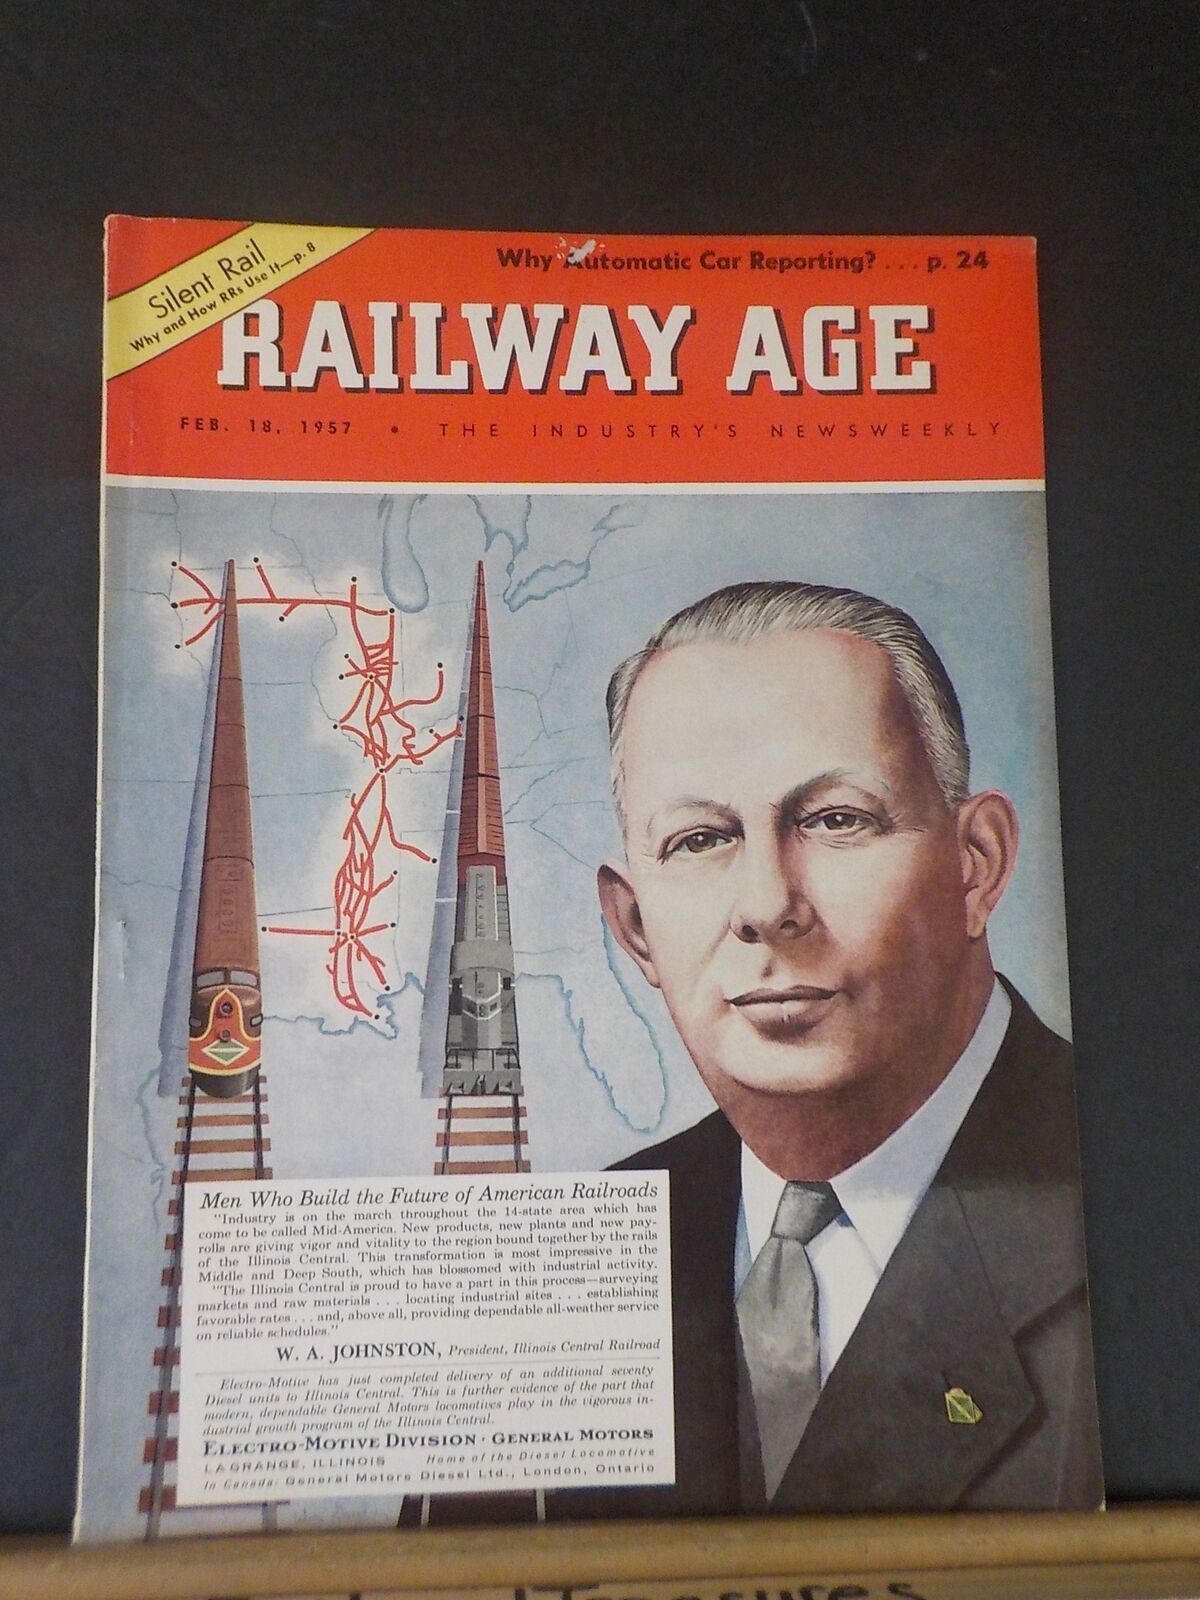 Silent Rail
Why and How RRs Use It—p. 8
Why Automatic Car Reporting? . . . p. 24
RAILWAY AGE
FEB. 18, 1957 • THE INDUSTRY'S NEWSWEEKLY
Men Who Build the Future of American Railroads
"Industry is on the march throughout the 14-state area which has
come to be called Mid-America. New products, new plants and new pay-
rolls are giving vigor and vitality to the region bound together by the rails
of the Illinois Central. This transformation is most impressive in the
Middle and Deep South, which has blossomed with industrial activity.
"The Illinois Central is proud to have a part in this process—surveying
markets and raw materials . . . locating industrial sites . . . establishing
favorable rates . . . and, above all, providing dependable all-weather service
on reliable schedules."
W. A. JOHNSTON, President, Illinois Central Railroad
Electro-Motive has just completed delivery of an additional seventy
Diesel units to Illinois Central. This is further evidence of the part that
modern, dependable General Motors locomotives play in the vigorous in-
dustrial growth program of the Illinois Central.
ELECTRO-MOTIVE DIVISION · GENERAL MOTORS
LAGRANGE, ILLINOIS Home of the Diesel Locomotive
In Canada: General Motors Diesel Ltd., London, Ontario
Treasures